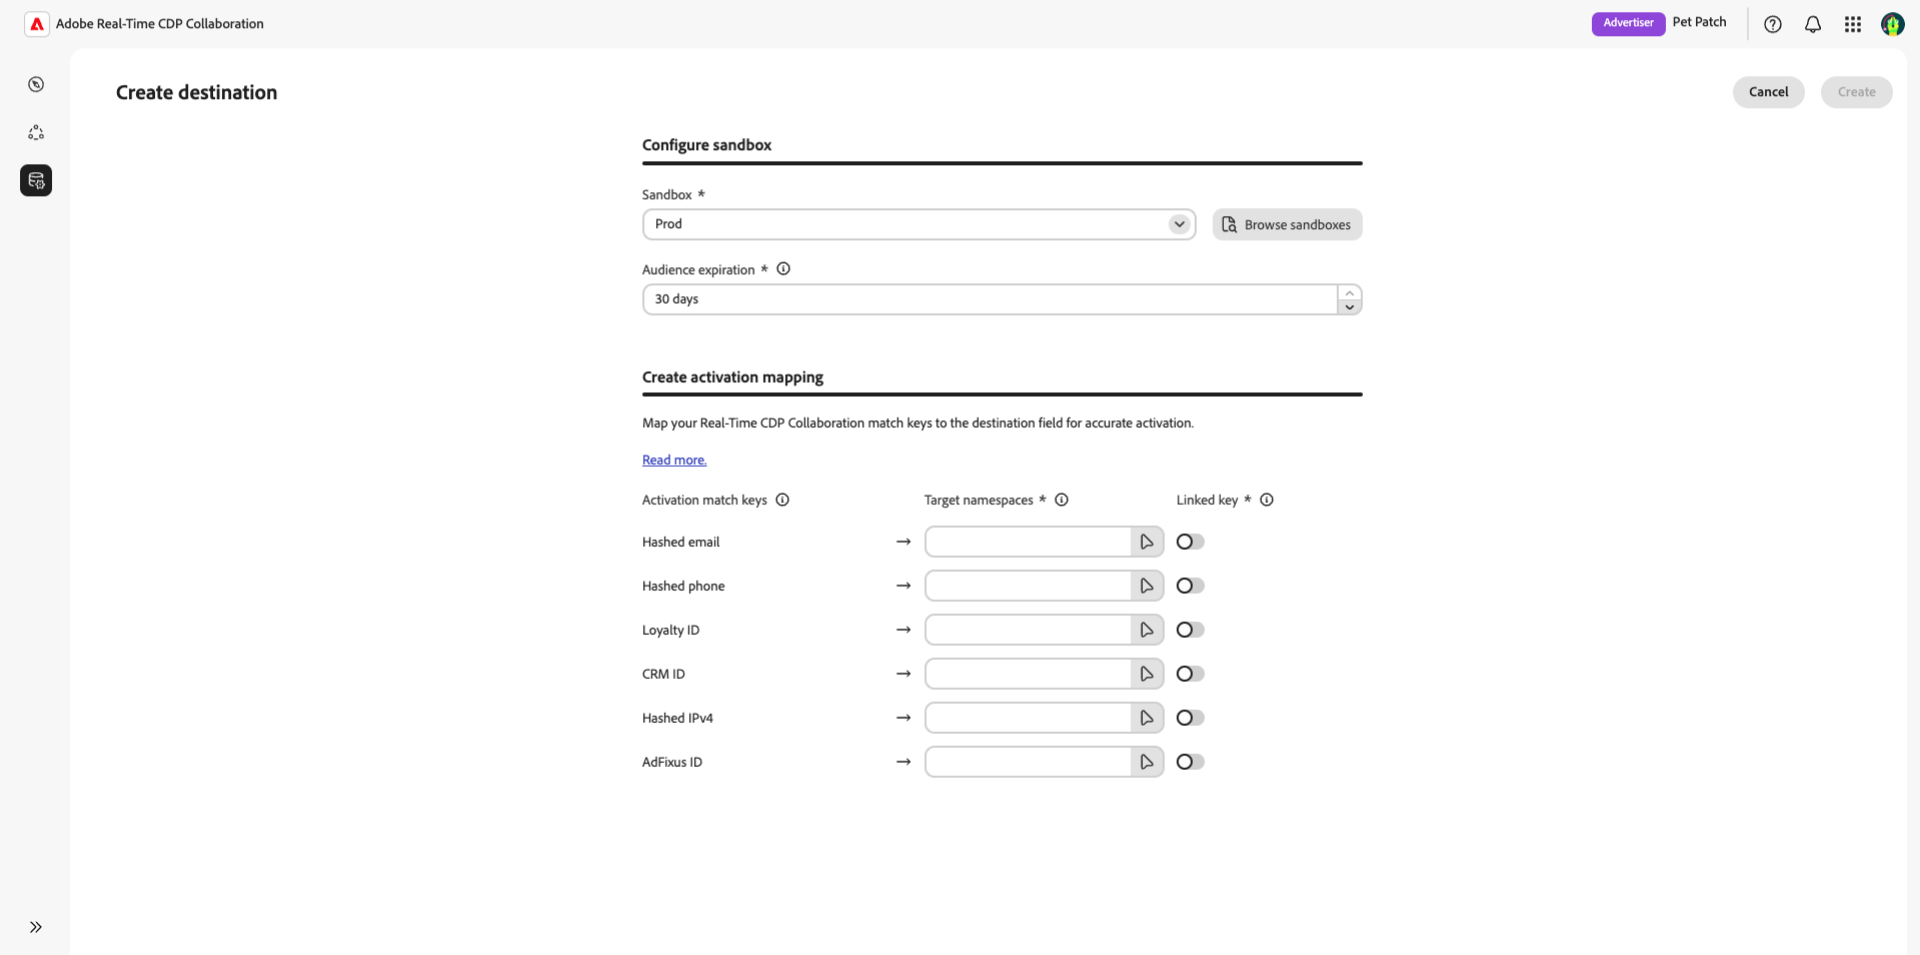 Adobe Real-Time CDP Collaboration
Advertiser Pet Patch
Create destination
Cancel
Create
Configure sandbox
Sandbox *
Prod
Browse sandboxes
Audience expiration *
30 days
Create activation mapping
Map your Real-Time CDP Collaboration match keys to the destination field for accurate activation.
Read more.
Activation match keys
Target namespaces *
Linked key *
Hashed email
Hashed phone
Loyalty ID
CRM ID
Hashed IPv4
AdFixus ID